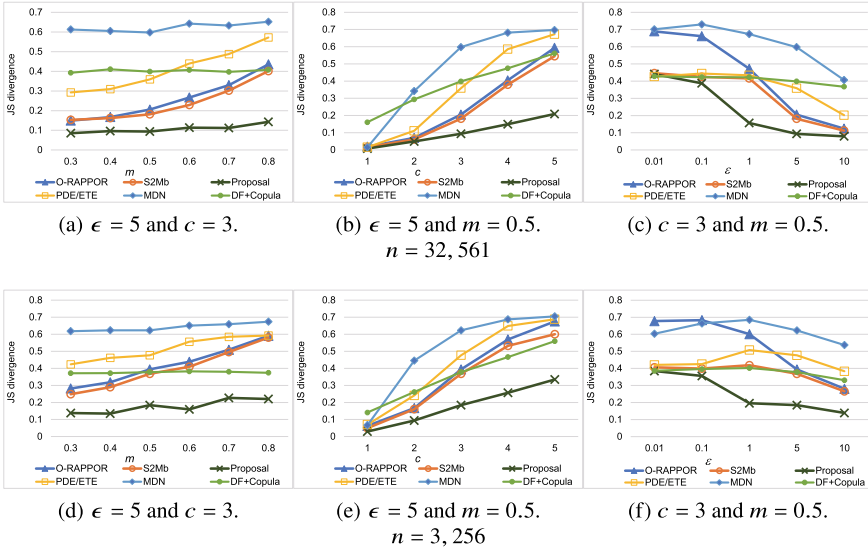 0.8
0.7
0.6
0.5
0.4
0.3
0.2
0.1
0
JS divergence
0.3 0.4 0.5 0.6 0.7 0.8
m
O-RAPPOR S2Mb Proposal
PDE/ETE MDN DF+Copula
(a) ϵ = 5 and c = 3.
0.8
0.7
0.6
0.5
0.4
0.3
0.2
0.1
0
JS divergence
1 2 3 4 5
c
O-RAPPOR S2Mb Proposal
PDE/ETE MDN DF+Copula
(b) ϵ = 5 and m = 0.5.
0.8
0.7
0.6
0.5
0.4
0.3
0.2
0.1
0
JS divergence
0.01 0.1 1 5 10
ε
O-RAPPOR S2Mb Proposal
PDE/ETE MDN DF+Copula
(c) c = 3 and m = 0.5.
n = 32, 561
0.8
0.7
0.6
0.5
0.4
0.3
0.2
0.1
0
JS divergence
0.3 0.4 0.5 0.6 0.7 0.8
m
O-RAPPOR S2Mb Proposal
PDE/ETE MDN DF+Copula
(d) ϵ = 5 and c = 3.
0.8
0.7
0.6
0.5
0.4
0.3
0.2
0.1
0
JS divergence
1 2 3 4 5
c
O-RAPPOR S2Mb Proposal
PDE/ETE MDN DF+Copula
(e) ϵ = 5 and m = 0.5.
0.8
0.7
0.6
0.5
0.4
0.3
0.2
0.1
0
JS divergence
0.01 0.1 1 5 10
ε
O-RAPPOR S2Mb Proposal
PDE/ETE MDN DF+Copula
(f) c = 3 and m = 0.5.
n = 3, 256